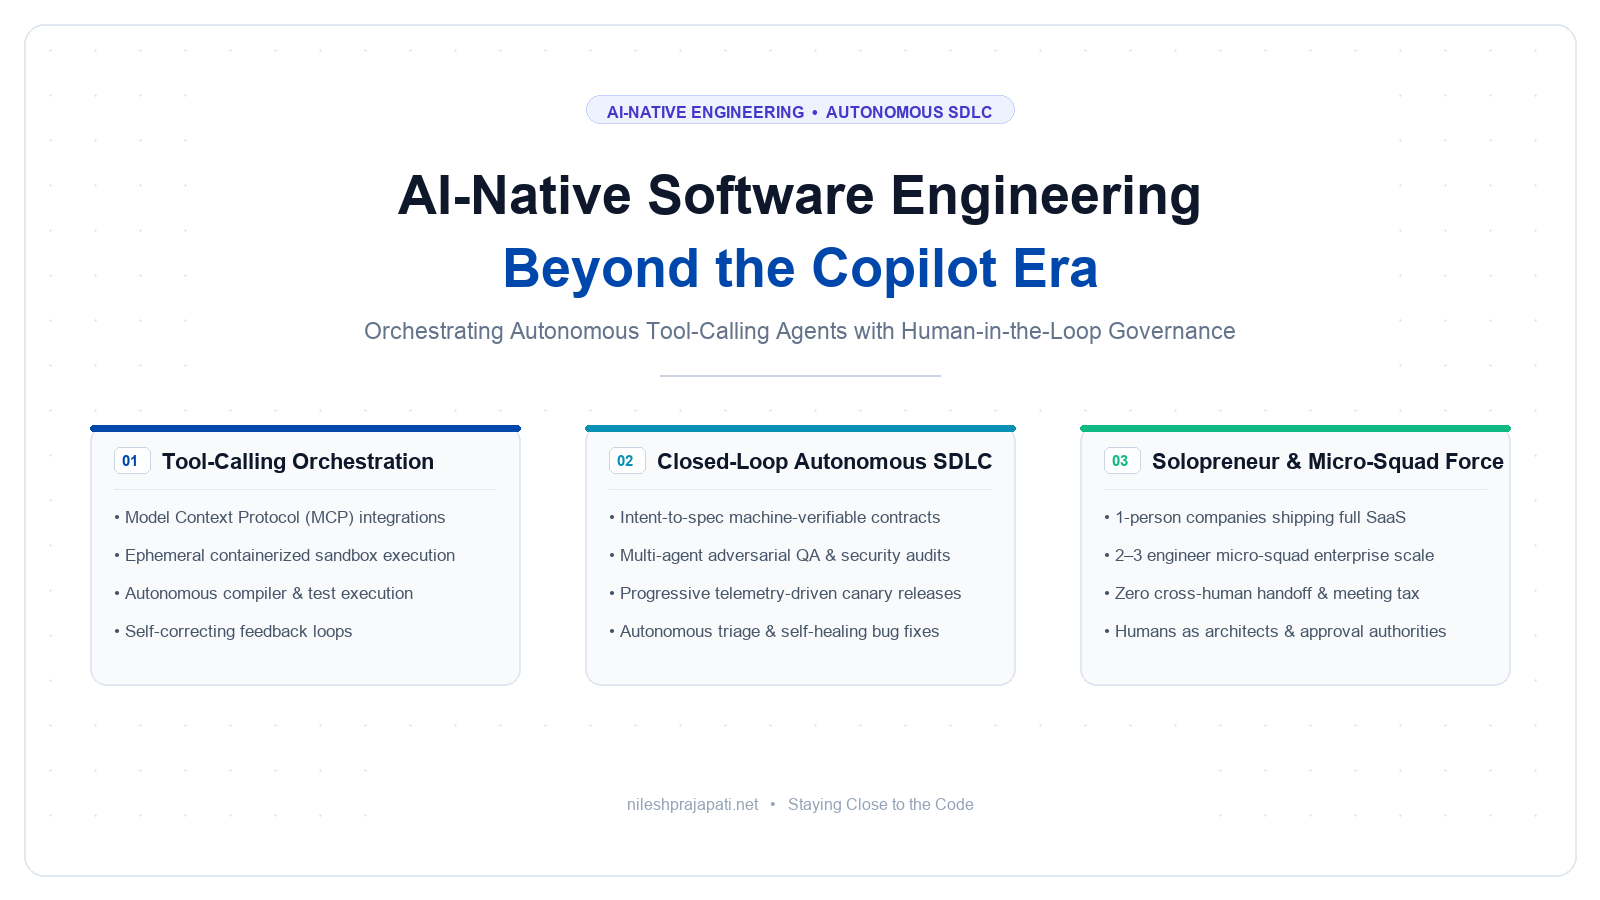 AI-NATIVE ENGINEERING • AUTONOMOUS SDLC
AI-Native Software Engineering
Beyond the Copilot Era
Orchestrating Autonomous Tool-Calling Agents with Human-in-the-Loop Governance
01 Tool-Calling Orchestration
• Model Context Protocol (MCP) integrations
• Ephemeral containerized sandbox execution
• Autonomous compiler & test execution
• Self-correcting feedback loops
02 Closed-Loop Autonomous SDLC
• Intent-to-spec machine-verifiable contracts
• Multi-agent adversarial QA & security audits
• Progressive telemetry-driven canary releases
• Autonomous triage & self-healing bug fixes
03 Solopreneur & Micro-Squad Force
• 1-person companies shipping full SaaS
• 2–3 engineer micro-squad enterprise scale
• Zero cross-human handoff & meeting tax
• Humans as architects & approval authorities
nileshprajapati.net • Staying Close to the Code